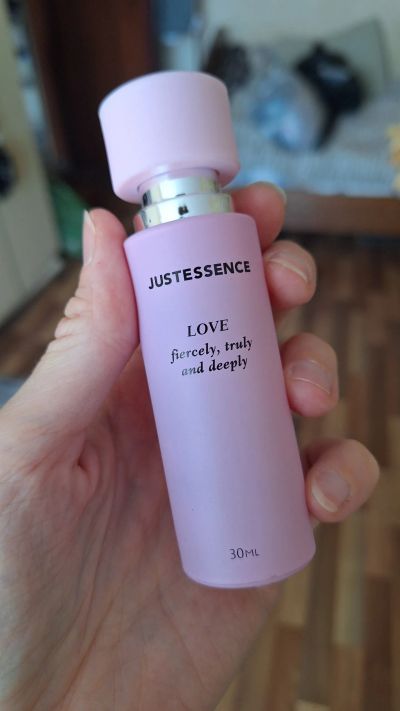 JUSTESSENCE
LOVE
fiercely, truly
and deeply
30ML